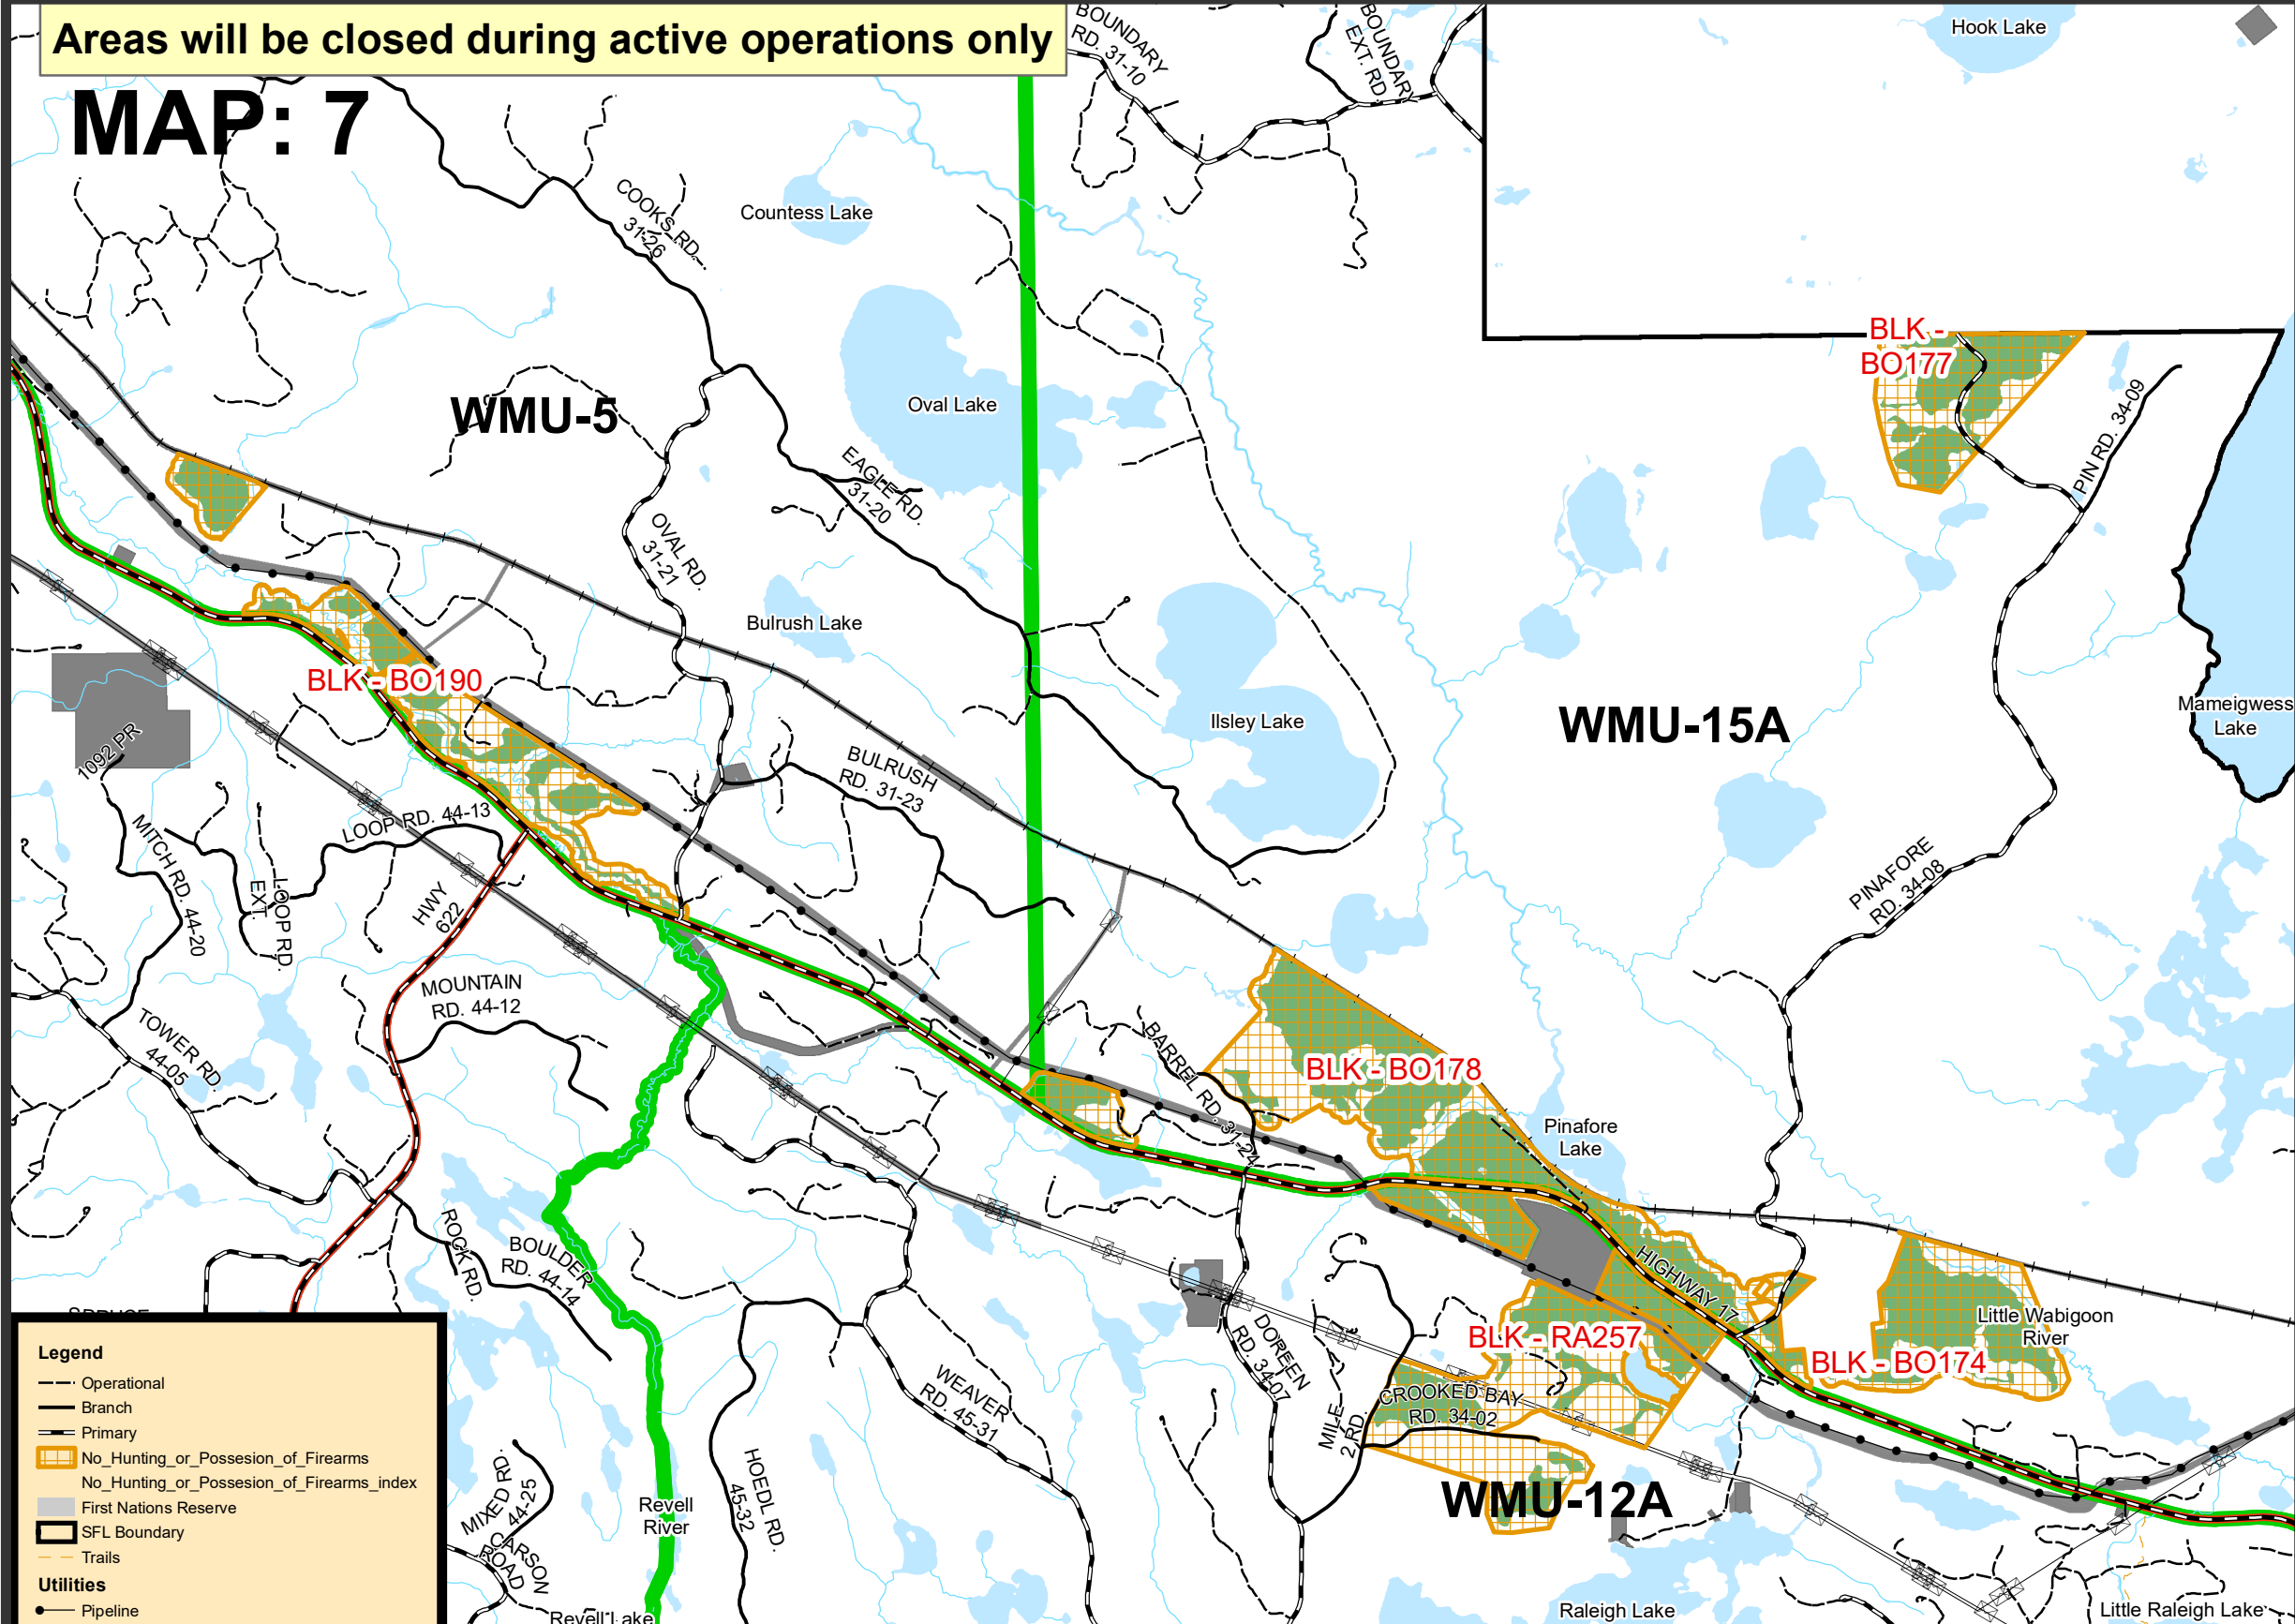 Areas will be closed during active operations only
MAP: 7
BOUNDARY
RD. 31-10
BOUNDARY
EXT. RD.
Hook Lake
COOKS RD.
31-26
Countess Lake
BLK -
BO177
PIN RD. 34-09
WMU-5
Oval Lake
EAGLE RD.
31-20
OVAL RD.
31-21
Bulrush Lake
BLK - BO190
Ilsley Lake
WMU-15A
Mameigwess
Lake
1092 PR
BULRUSH
RD. 31-23
LOOP RD. 44-13
MITCH RD. 44-20
LOOP RD.
EXT.
HWY
622
PINAFORE
RD. 34-08
MOUNTAIN
RD. 44-12
TOWER RD.
44-05
BARREL RD. 31-24
BLK - BO178
Pinafore
Lake
ROCK RD.
BOULDER
RD. 44-14
HIGHWAY 17
Little Wabigoon
River
BLK - RA257
BLK - BO174
DOREEN
RD. 34-07
WEAVER
RD. 45-31
CROOKED BAY
RD. 34-02
MILE
2 RD.
HOEDL RD.
45-32
MIXED RD.
44-25
CARSON
ROAD
Revell
River
WMU-12A
Revell Lake
Raleigh Lake
Little Raleigh Lake
SPRUCE
Legend
Operational
Branch
Primary
No_Hunting_or_Possesion_of_Firearms
No_Hunting_or_Possesion_of_Firearms_index
First Nations Reserve
SFL Boundary
Trails
Utilities
Pipeline